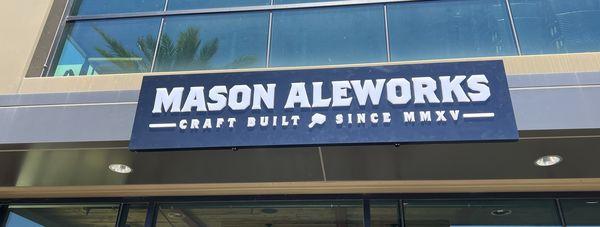 MASON ALEWORKS
CRAFT BUILT SINCE MMXV